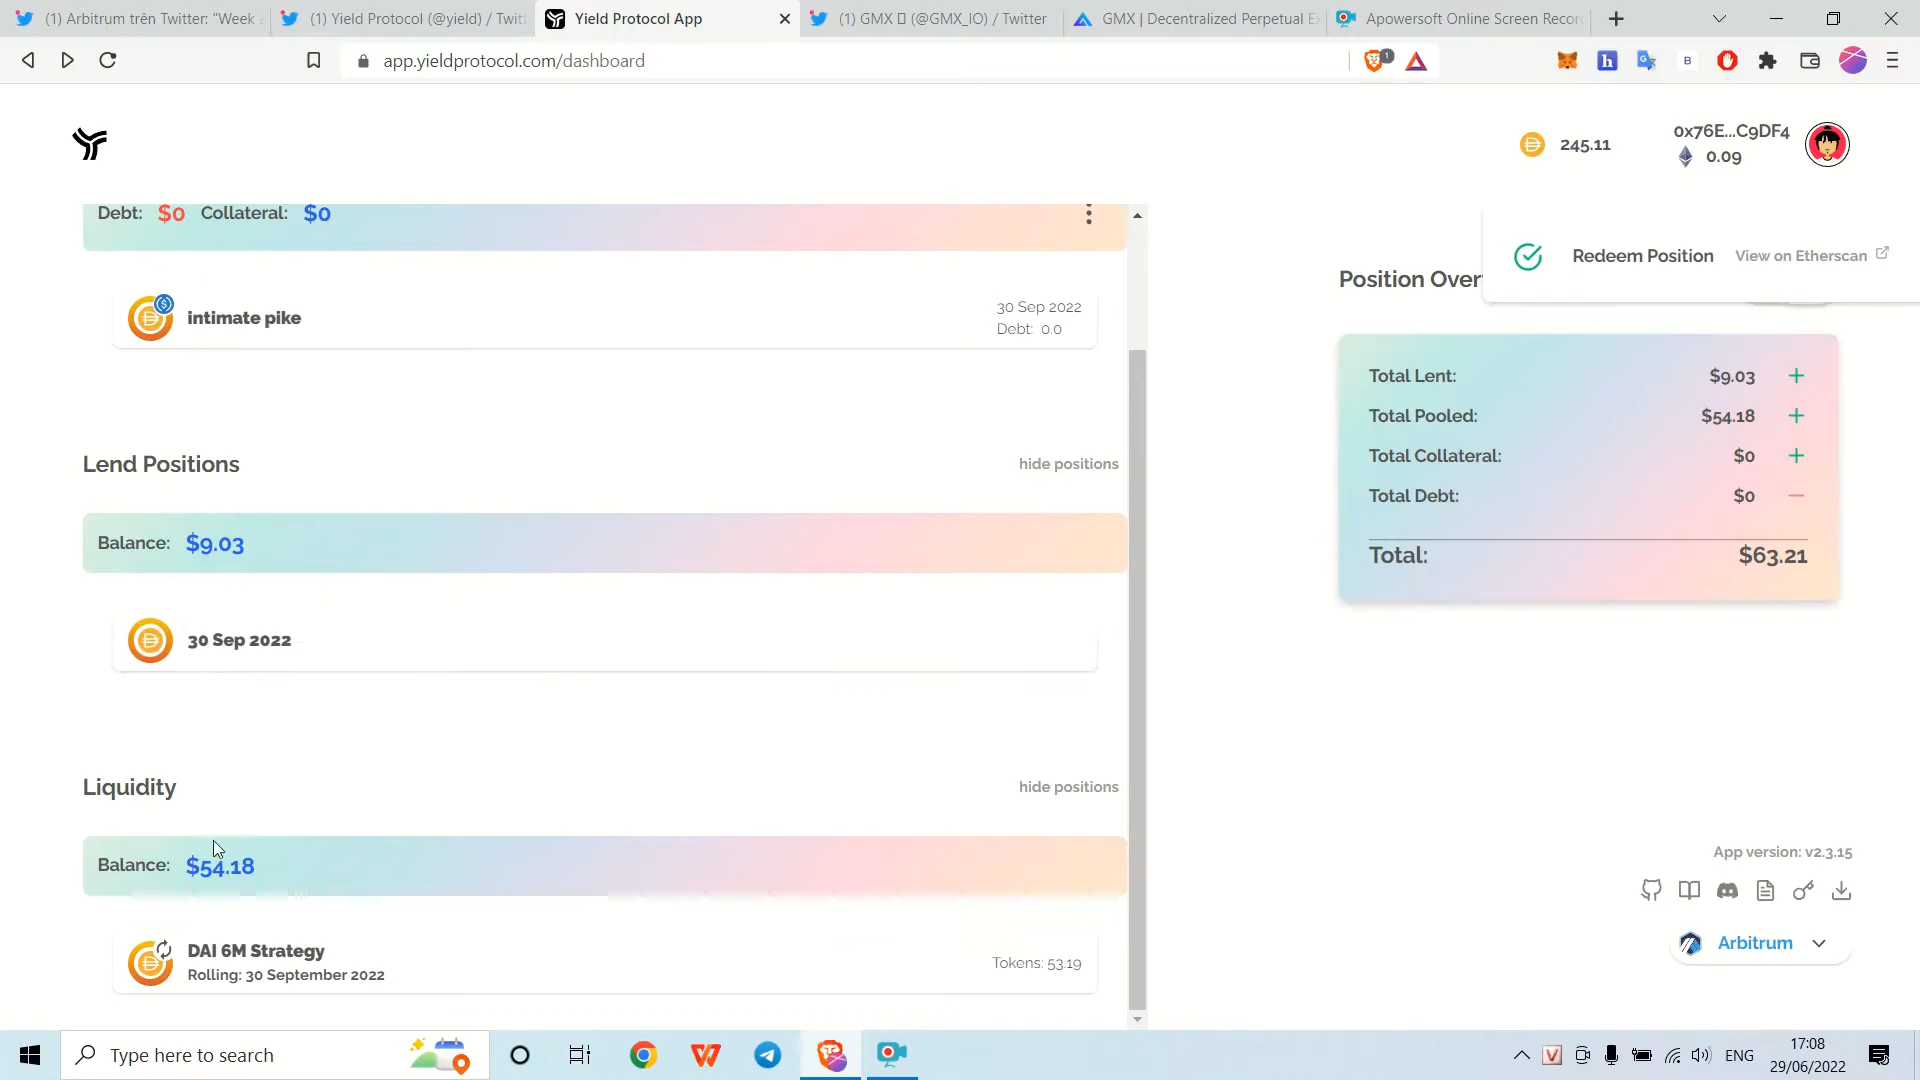 (1) Arbitrum trên Twitter: "Week
(1) Yield Protocol (@yield) / Twitt
Yield Protocol App
(1) GMX (@GMX_IO) / Twitter
GMX | Decentralized Perpetual Ex
Apowersoft Online Screen Record
app.yieldprotocol.com/dashboard
1
245.11
0x76E...C9DF4
0.09
Debt: $0 Collateral: $0
Redeem Position View on Etherscan
Position Over
intimate pike
30 Sep 2022
Debt: 0.0
Total Lent: $9.03
Total Pooled: $54.18
Total Collateral: $0
Total Debt: $0
Total: $63.21
Lend Positions hide positions
Balance: $9.03
30 Sep 2022
Liquidity hide positions
Balance: $54.18
DAI 6M Strategy
Rolling: 30 September 2022
Tokens: 53.19
App version: v2.3.15
Arbitrum
Type here to search
ENG
17:08
29/06/2022